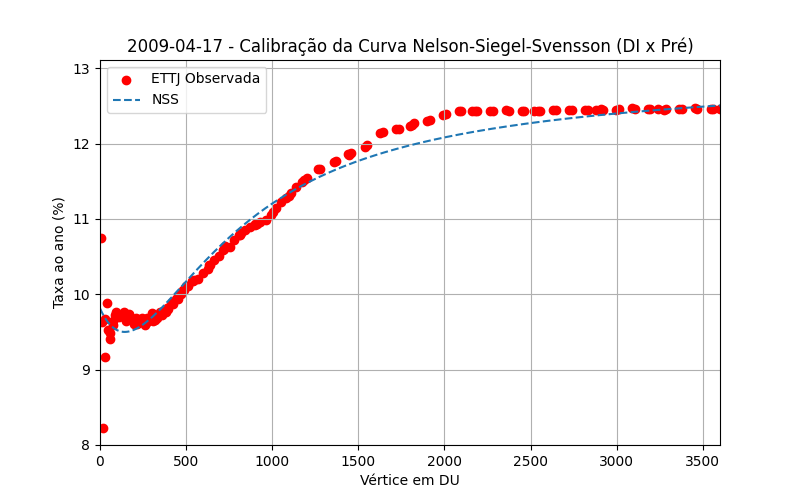 2009-04-17 - Calibração da Curva Nelson-Siegel-Svensson (DI x Pré)
ETTJ Observada
NSS
Taxa ao ano (%)
13
12
11
10
9
8
0 500 1000 1500 2000 2500 3000 3500
Vértice em DU